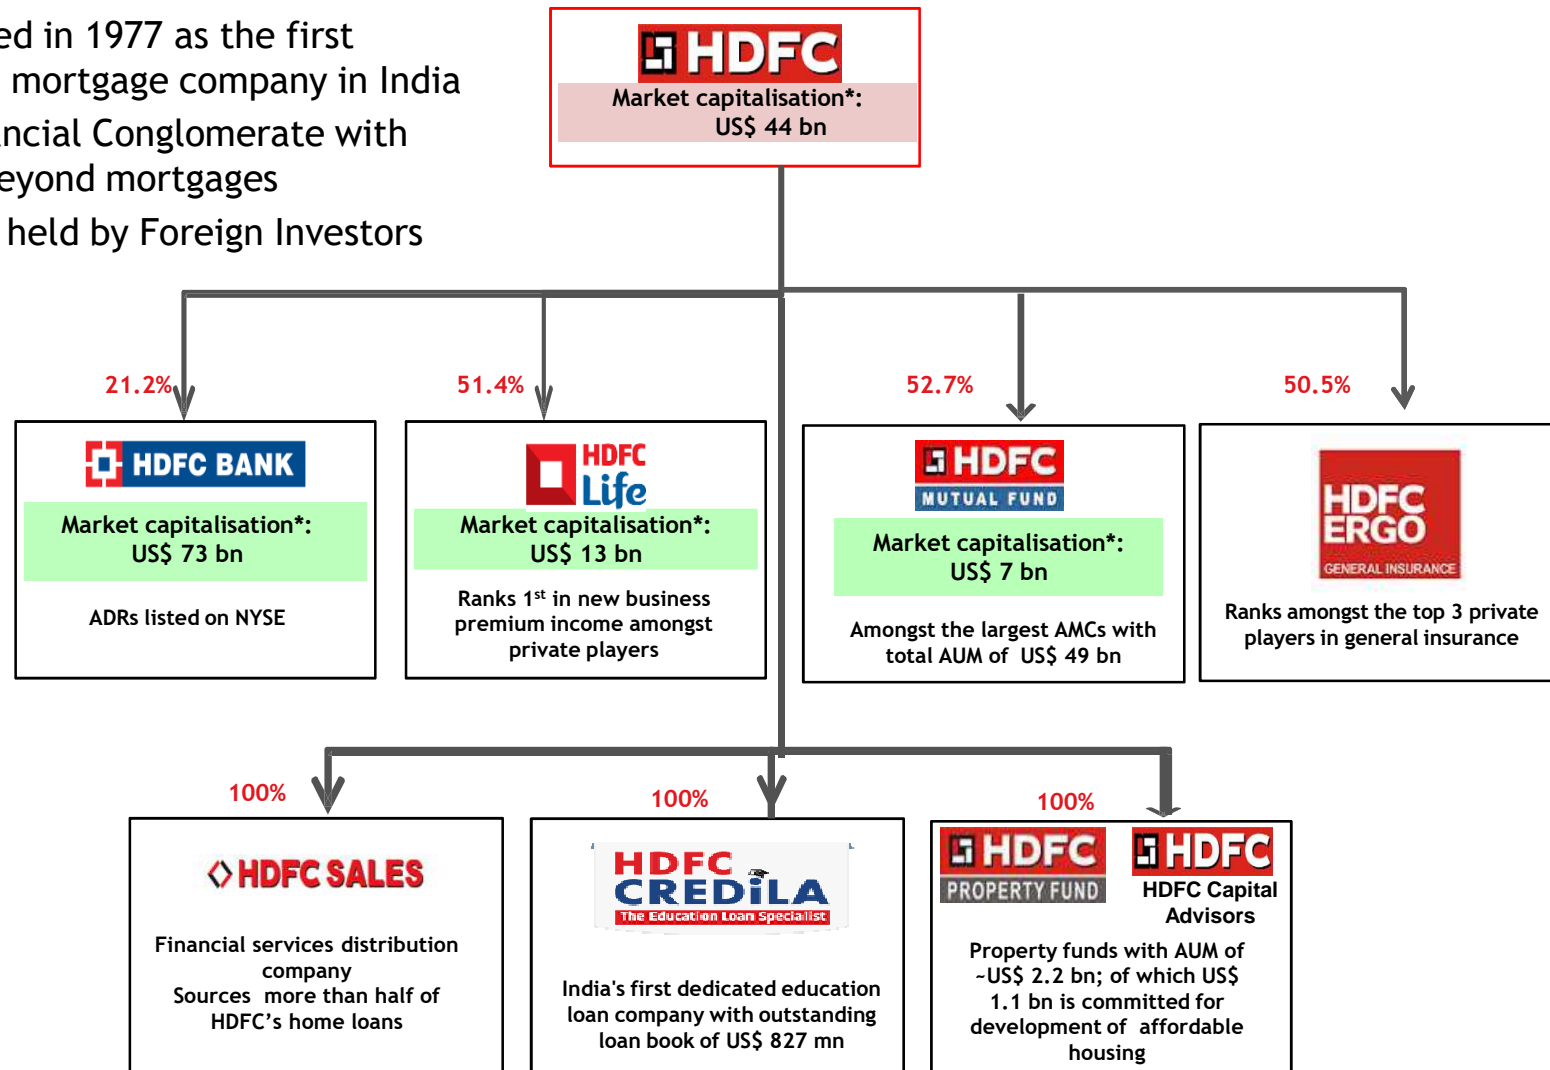 ed in 1977 as the first
mortgage company in India
ncial Conglomerate with
eyond mortgages
held by Foreign Investors
HDFC
Market capitalisation*:
US$ 44 bn
21.2%
51.4%
52.7%
50.5%
HDFC BANK
Market capitalisation*:
US$ 73 bn
ADRs listed on NYSE
HDFC
Life
Market capitalisation*:
US$ 13 bn
Ranks 1st in new business
premium income amongst
private players
HDFC
MUTUAL FUND
Market capitalisation*:
US$ 7 bn
Amongst the largest AMCs with
total AUM of US$ 49 bn
HDFC
ERGO
GENERAL INSURANCE
Ranks amongst the top 3 private
players in general insurance
100%
100%
100%
HDFC SALES
Financial services distribution
company
Sources more than half of
HDFC's home loans
HDFC
CREDiLA
The Education Loan Specialist
India's first dedicated education
loan company with outstanding
loan book of US$ 827 mn
HDFC
PROPERTY FUND
HDFC
HDFC Capital
Advisors
Property funds with AUM of
~US$ 2.2 bn; of which US$
1.1 bn is committed for
development of affordable
housing